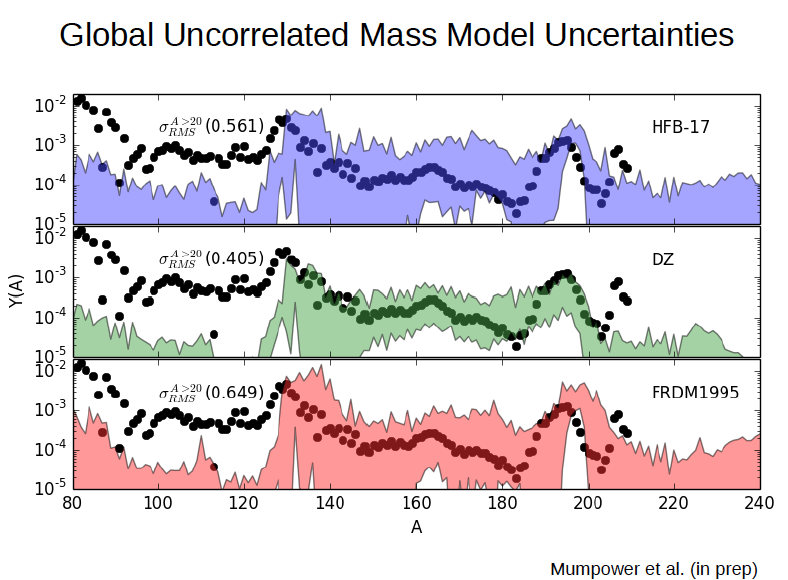 Global Uncorrelated Mass Model Uncertainties
10^-2
10^-3
10^-4
10^-5
σ_RMS^A>20 (0.561)
HFB-17
10^-2
10^-3
10^-4
10^-5
σ_RMS^A>20 (0.405)
DZ
Y(A)
10^-2
10^-3
10^-4
10^-5
σ_RMS^A>20 (0.649)
FRDM1995
80 100 120 140 160 180 200 220 240
A
Mumpower et al. (in prep)